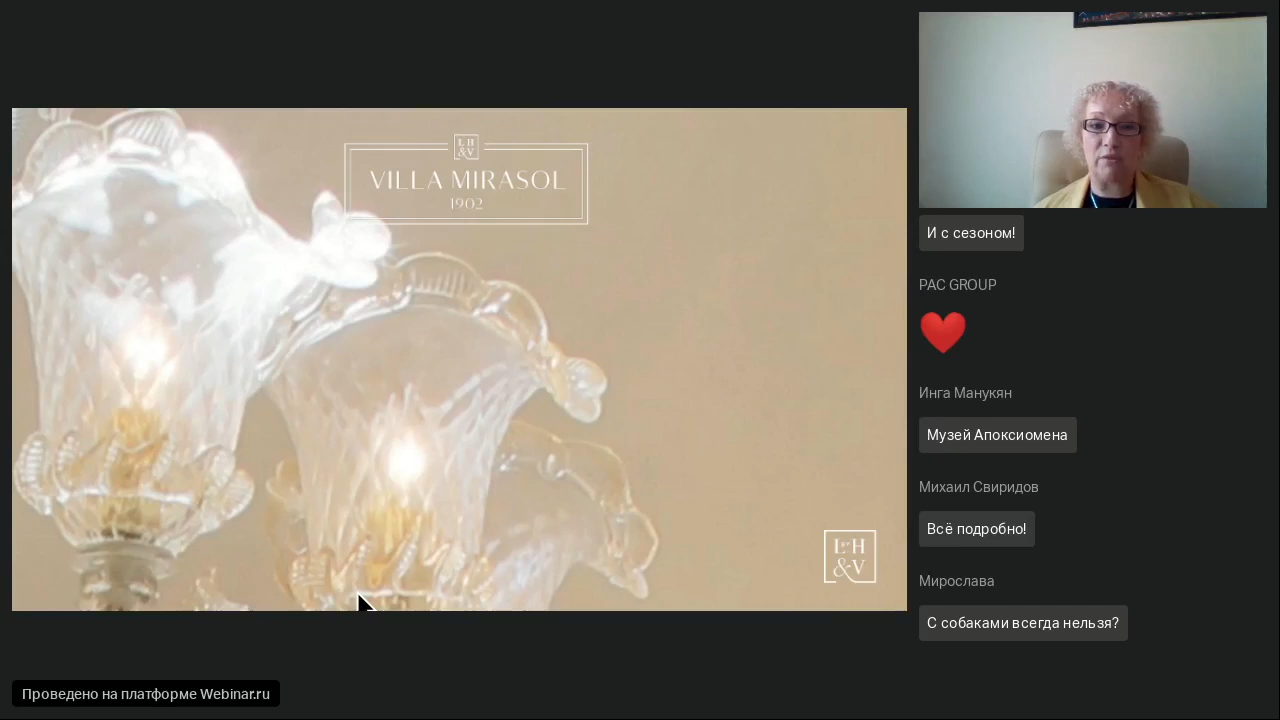 L H
& V
VILLA MIRASOL
1902
L H
& V
И с сезоном!
PAC GROUP
Инга Манукян
Музей Апоксиомена
Михаил Свиридов
Всё подробно!
Мирослава
С собаками всегда нельзя?
Проведено на платформе Webinar.ru